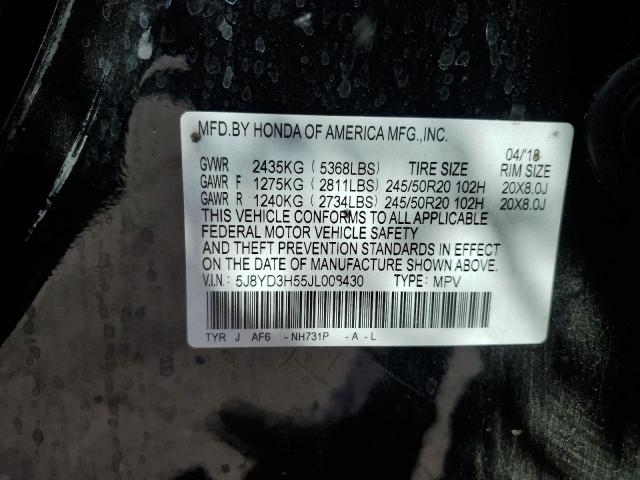 MFD.BY HONDA OF AMERICA MFG.,INC.
04/'18
GVWR 2435KG (5368LBS) TIRE SIZE RIM SIZE
GAWR F 1275KG (2811LBS) 245/50R20 102H 20X8.0J
GAWR R 1240KG (2734LBS) 245/50R20 102H 20X8.0J
THIS VEHICLE CONFORMS TO ALL APPLICABLE
FEDERAL MOTOR VEHICLE SAFETY
AND THEFT PREVENTION STANDARDS IN EFFECT
ON THE DATE OF MANUFACTURE SHOWN ABOVE.
V.I.N.: 5J8YD3H55JL009430 TYPE: MPV
TYR J AF6 -NH731P -A-L